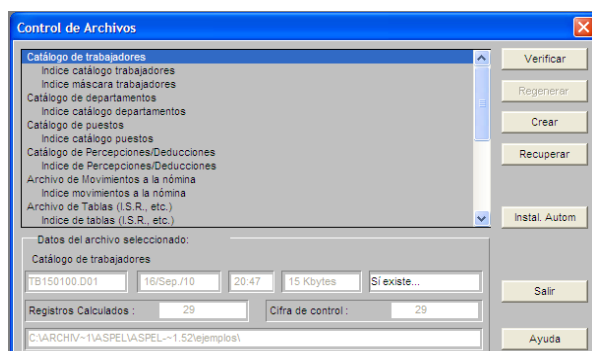 Control de Archivos
Catálogo de trabajadores
Indice catálogo trabajadores
Indice máscara trabajadores
Catálogo de departamentos
Indice catálogo departamentos
Catálogo de puestos
Indice catálogo puestos
Catálogo de Percepciones/Deducciones
Indice de Percepciones/Deducciones
Archivo de Movimientos a la nómina
Indice movimientos a la nómina
Archivo de Tablas (I.S.R., etc.)
Indice de tablas (I.S.R., etc.)
Verificar
Regenerar
Crear
Recuperar
Instal. Autom
Salir
Ayuda
Datos del archivo seleccionado:
Catálogo de trabajadores
TB150100.D01 16/Sep./10 20:47 15 Kbytes Sí existe...
Registros Calculados : 29 Cifra de control : 29
C:\ARCHIV~1\ASPEL\ASPEL-~1.52\ejemplos\